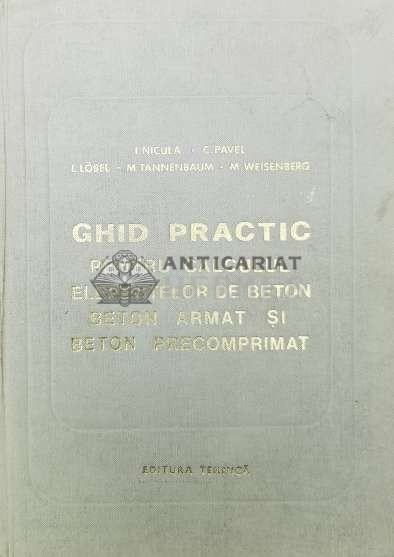 I. NICULA · C. PAVEL
L. LÖBEL · M. TANNENBAUM · M. WEISENBERG
GHID PRACTIC
ANTICARIAT
DE BETON
BETON ARMAT ȘI
BETON PRECOMPRIMAT
EDITURA TEHNICĂ